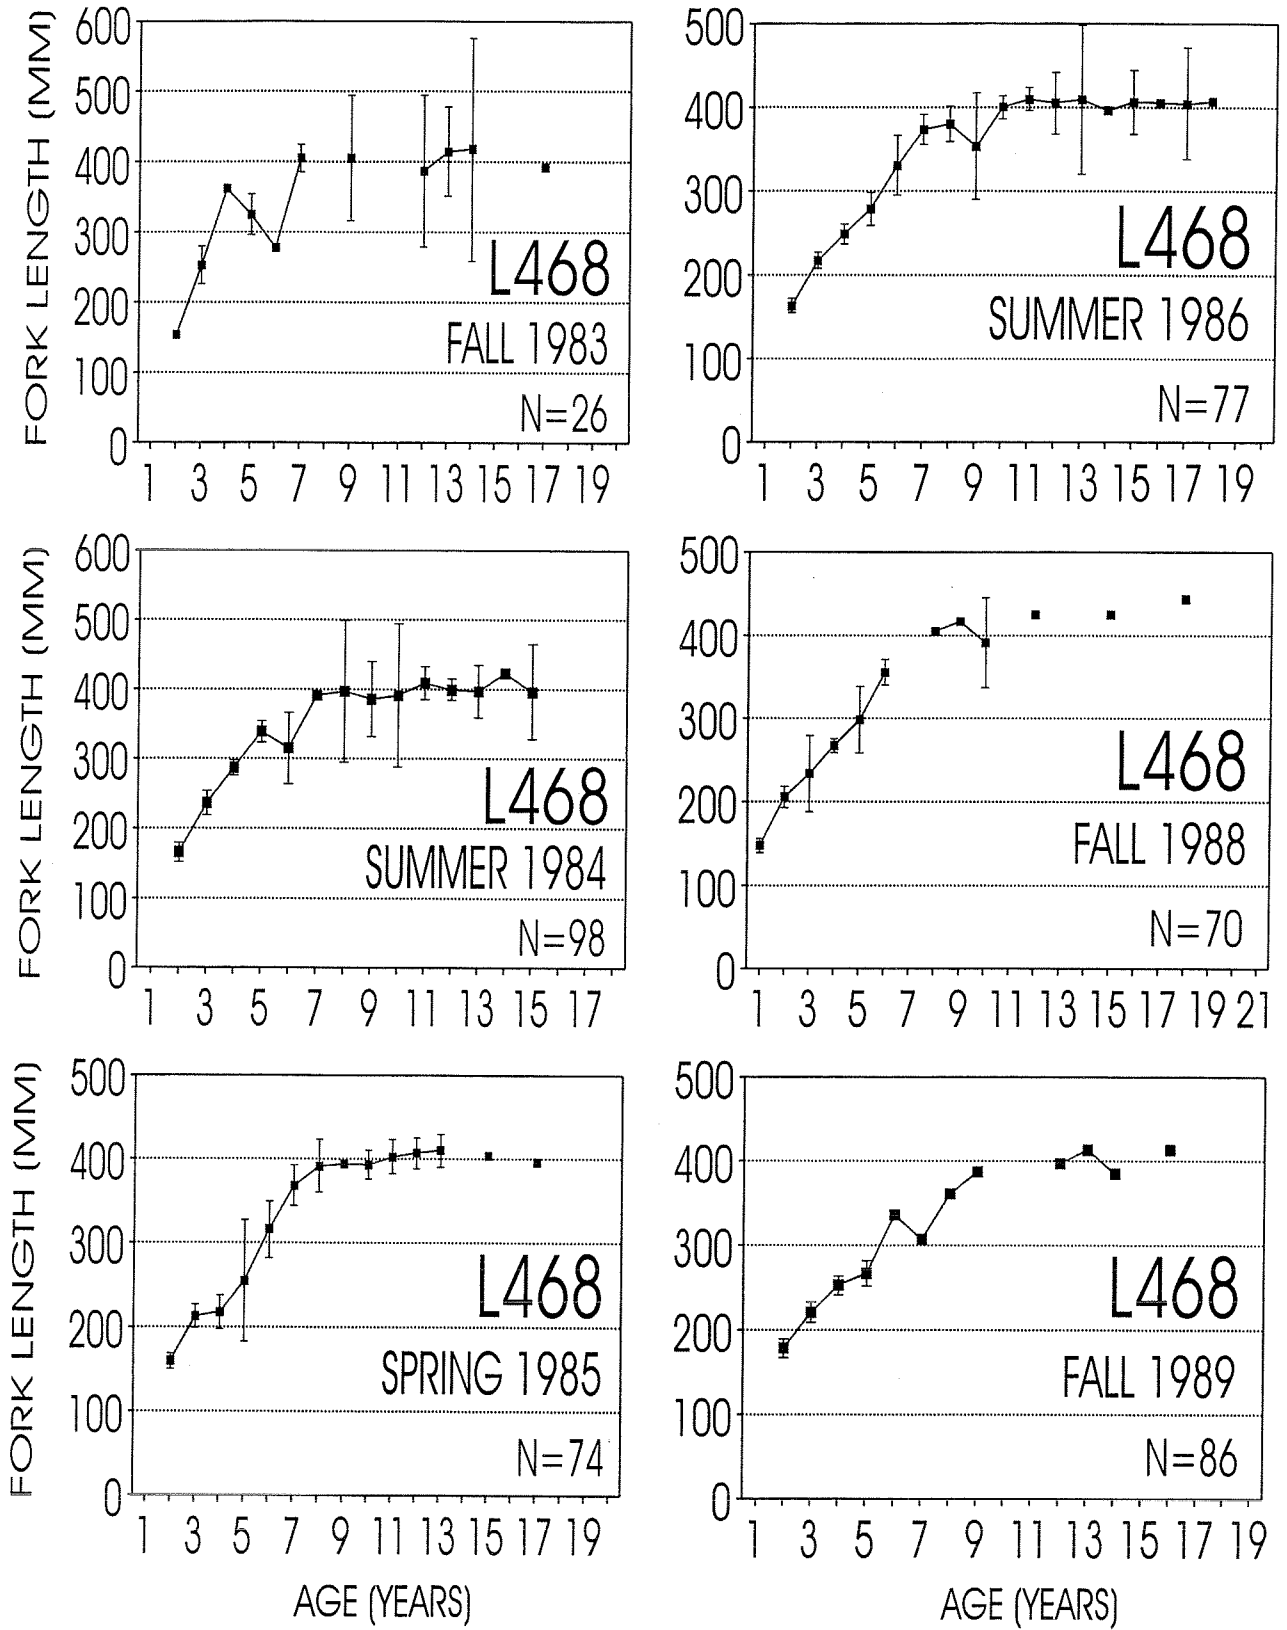 FORK LENGTH (MM)
600
500
400
300
200
100
0
L468
FALL 1983
N=26
1 3 5 7 9 11 13 15 17 19
500
400
300
200
100
0
L468
SUMMER 1986
N=77
1 3 5 7 9 11 13 15 17 19
FORK LENGTH (MM)
600
500
400
300
200
100
0
L468
SUMMER 1984
N=98
1 3 5 7 9 11 13 15 17
500
400
300
200
100
0
L468
FALL 1988
N=70
1 3 5 7 9 11 13 15 17 19 21
FORK LENGTH (MM)
500
400
300
200
100
0
L468
SPRING 1985
N=74
1 3 5 7 9 11 13 15 17 19
AGE (YEARS)
500
400
300
200
100
0
L468
FALL 1989
N=86
1 3 5 7 9 11 13 15 17 19
AGE (YEARS)